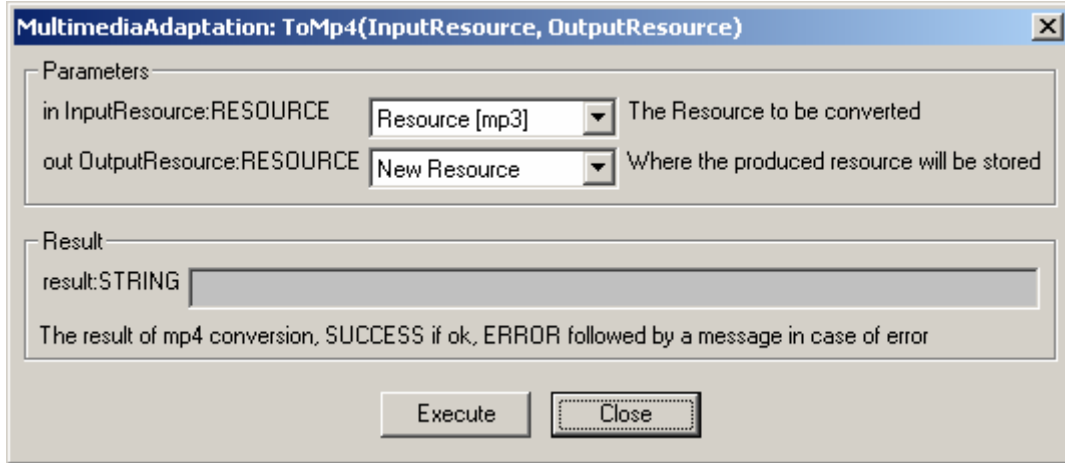 MultimediaAdaptation: ToMp4(InputResource, OutputResource)
Parameters
in InputResource:RESOURCE Resource [mp3] The Resource to be converted
out OutputResource:RESOURCE New Resource Where the produced resource will be stored
Result
result:STRING
The result of mp4 conversion, SUCCESS if ok, ERROR followed by a message in case of error
Execute Close